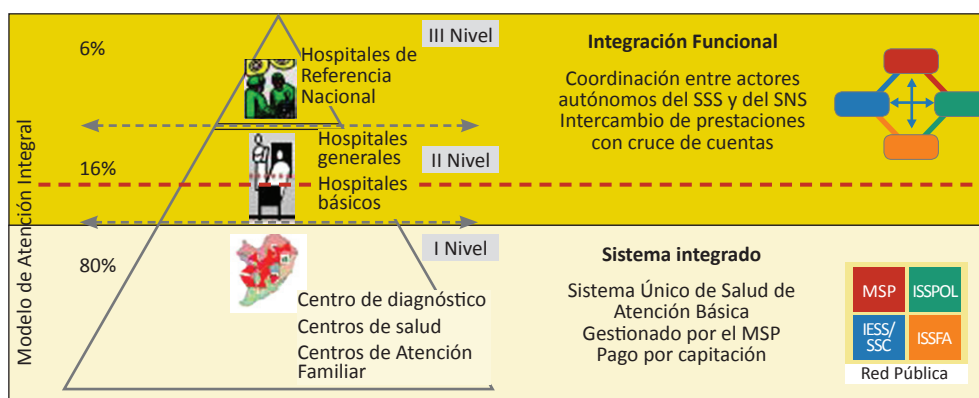 Modelo de Atención Integral
6%
III Nivel
Hospitales de
Referencia
Nacional
16%
Hospitales
generales
II Nivel
Hospitales
básicos
80%
I Nivel
Centro de diagnóstico
Centros de salud
Centros de Atención
Familiar
Integración Funcional
Coordinación entre actores
autónomos del SSS y del SNS
Intercambio de prestaciones
con cruce de cuentas
Sistema integrado
Sistema Único de Salud de
Atención Básica
Gestionado por el MSP
Pago por capitación
MSP
ISSPOL
IESS/
SSC
ISSFA
Red Pública